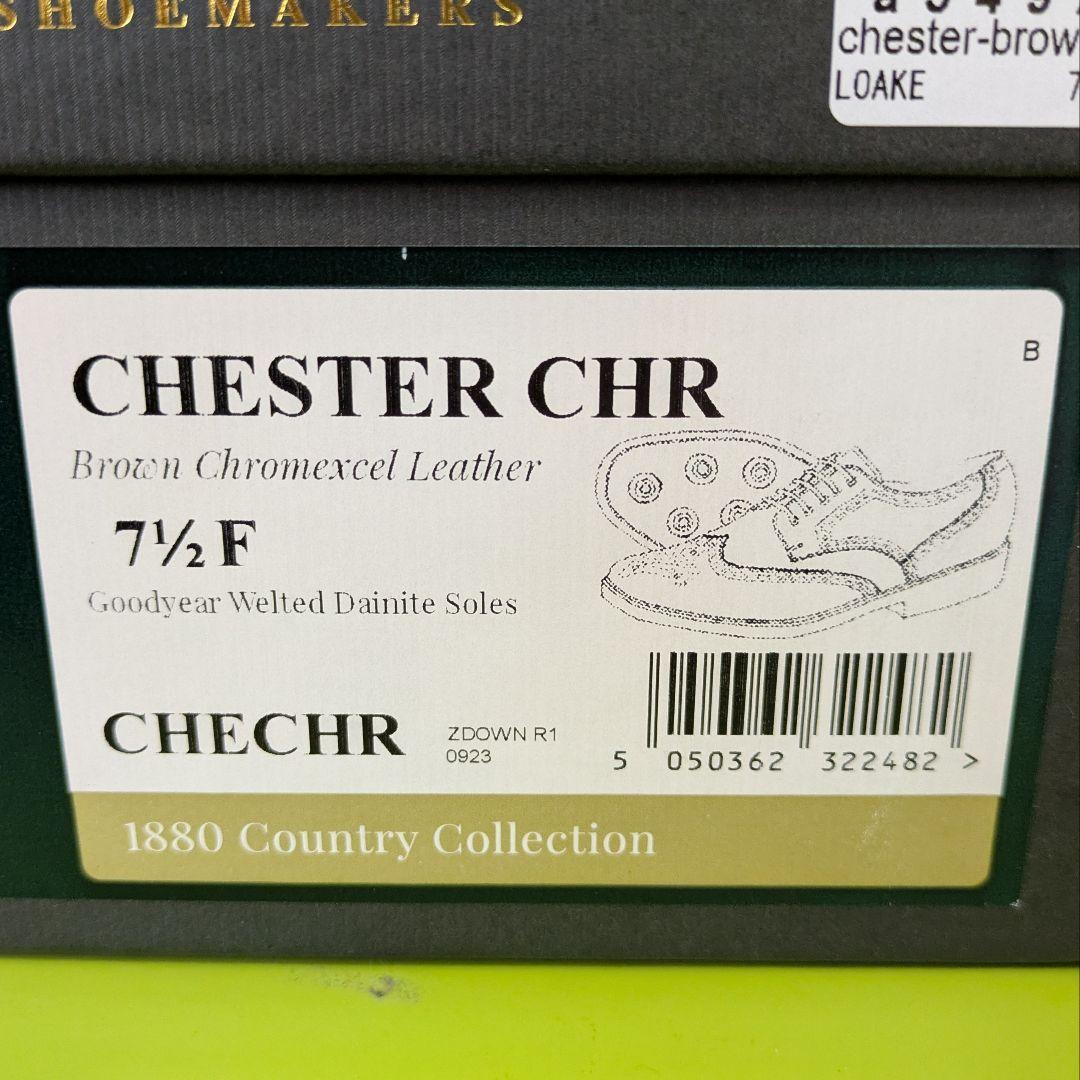 SHOEMAKERS
chester-brow
LOAKE 7
B
CHESTER CHR
Brown Chromexcel Leather
7½ F
Goodyear Welted Dainite Soles
CHECHR
ZDOWN R1
0923
5 050362 322482 >
1880 Country Collection